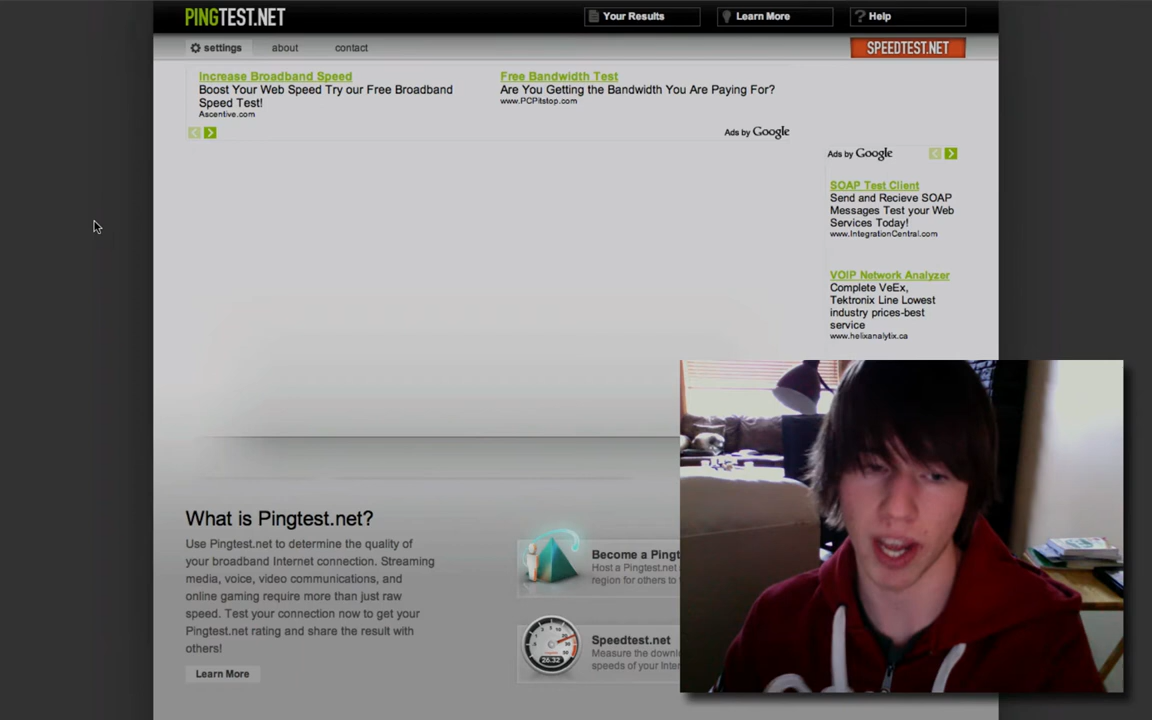 PINGTEST.NET
Your Results
Learn More
Help
settings
about
contact
SPEEDTEST.NET
Increase Broadband Speed
Boost Your Web Speed Try our Free Broadband
Speed Test!
Ascentive.com
Free Bandwidth Test
Are You Getting the Bandwidth You Are Paying For?
www.PCPitstop.com
Ads by Google
Ads by Google
SOAP Test Client
Send and Recieve SOAP
Messages Test your Web
Services Today!
www.IntegrationCentral.com
VOIP Network Analyzer
Complete VeEx,
Tektronix Line Lowest
industry prices-best
service
www.helixanalytix.ca
What is Pingtest.net?
Use Pingtest.net to determine the quality of
your broadband Internet connection. Streaming
media, voice, video communications, and
online gaming require more than just raw
speed. Test your connection now to get your
Pingtest.net rating and share the result with
others!
Learn More
Become a Pingt
Host a Pingtest.net
region for others to
Speedtest.net
Measure the downl
speeds of your Inter
26.32